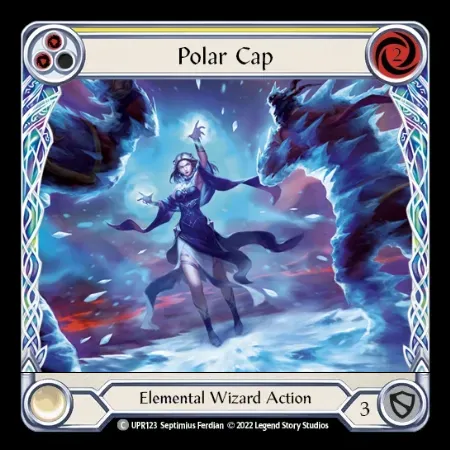 2
Polar Cap
Elemental Wizard Action
3
C UPR123 Septimius Ferdian © 2022 Legend Story Studios